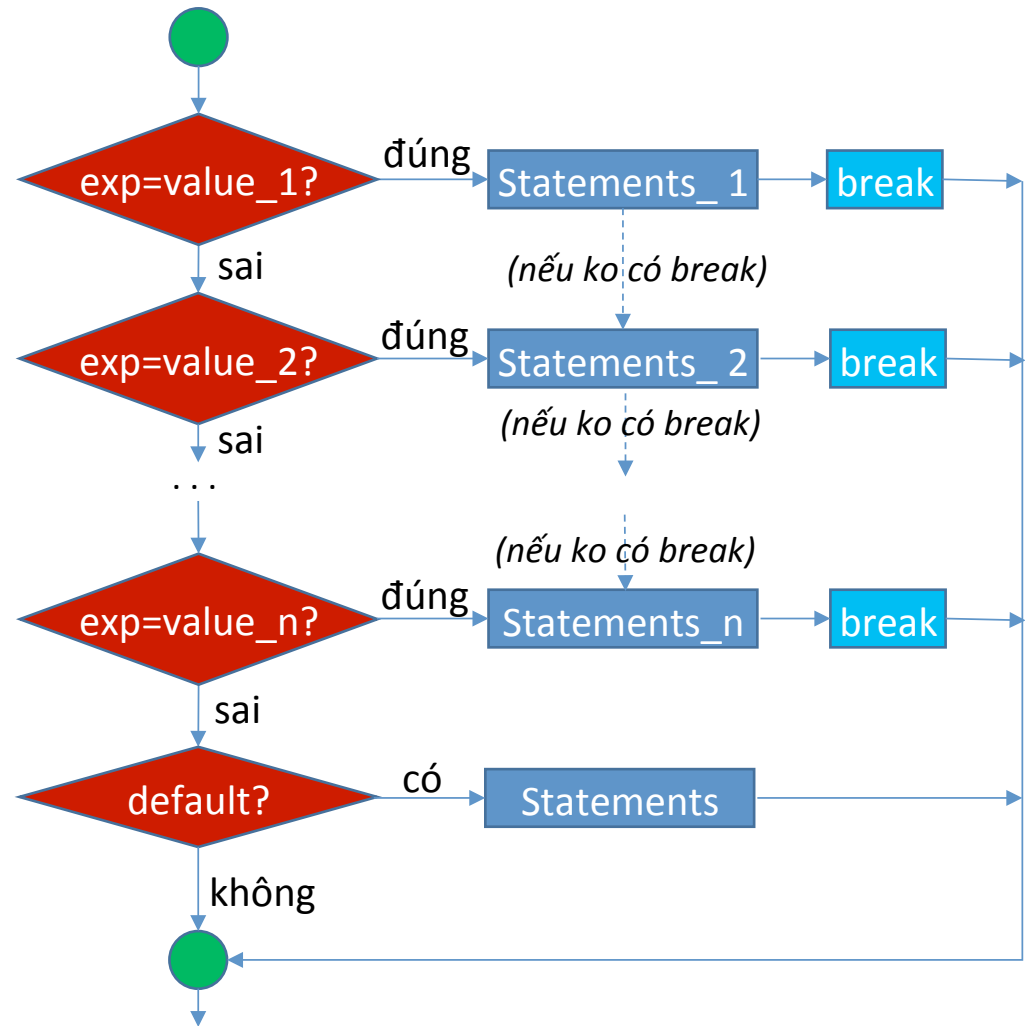 exp=value_1?
đúng
Statements_ 1
break
sai
(nếu ko có break)
exp=value_2?
đúng
Statements_ 2
break
sai
(nếu ko có break)
. . .
(nếu ko có break)
exp=value_n?
đúng
Statements_n
break
sai
default?
có
Statements
không